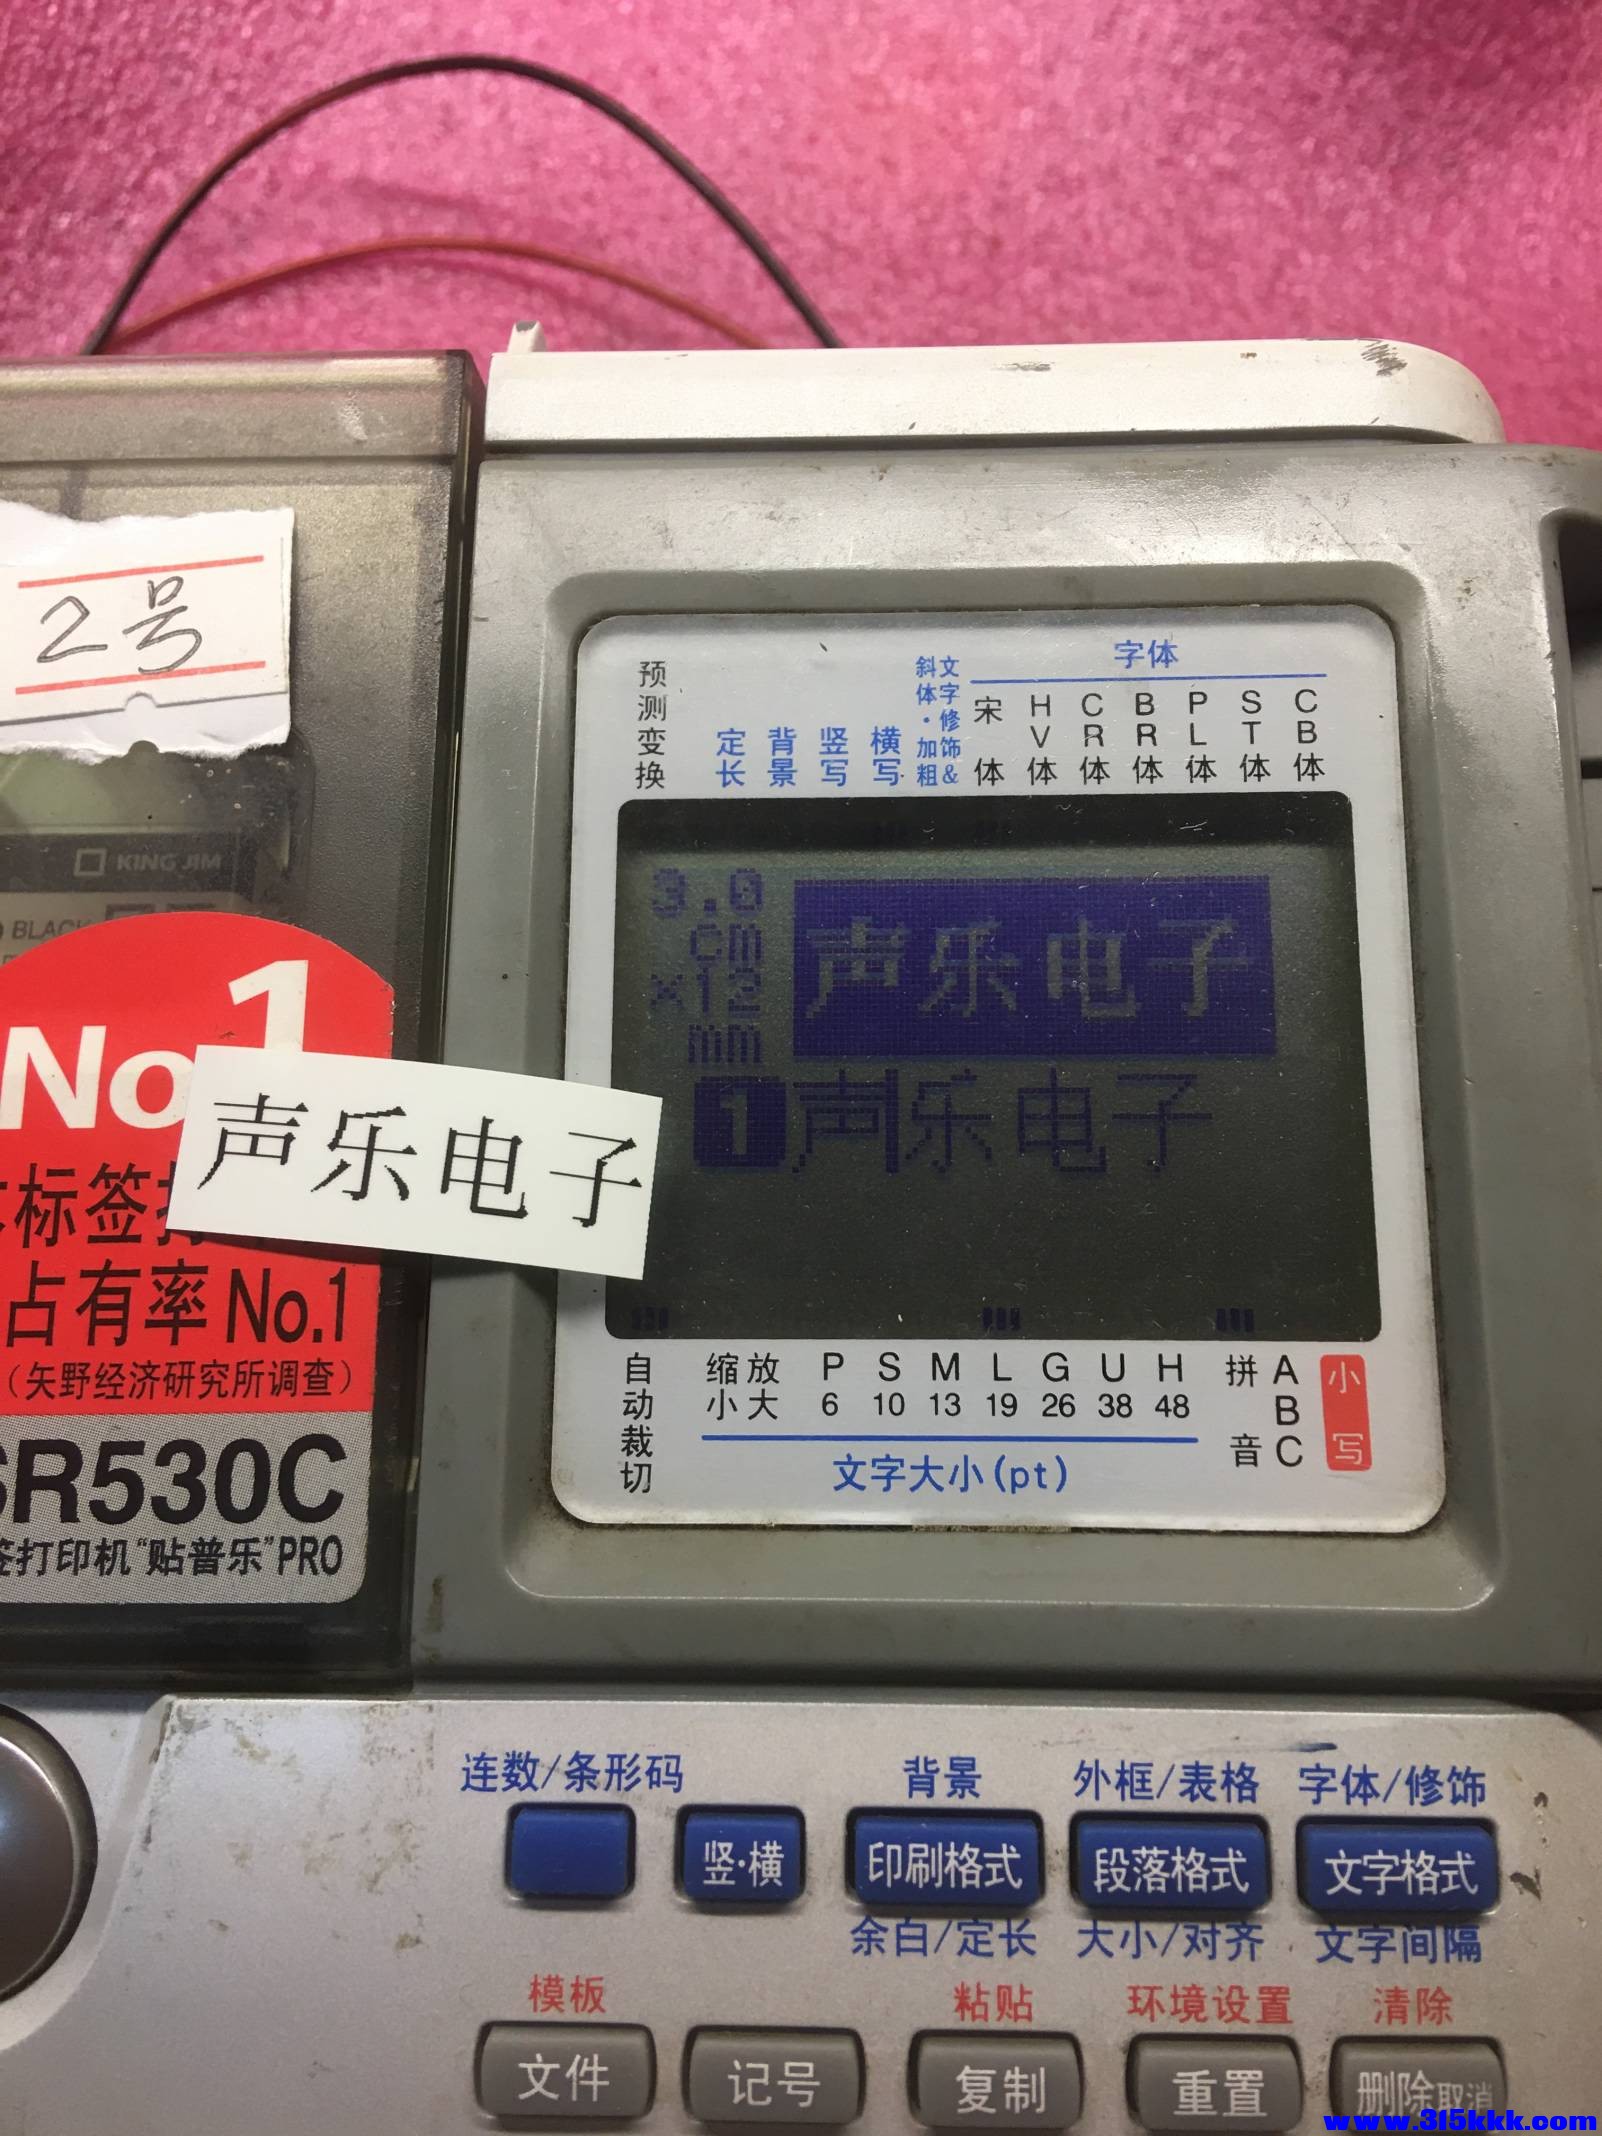 2号
KING JIM
BLACK
No.1
标签打
占有率No.1
（矢野经济研究所调查）
SR530C
签打印机"贴普乐"PRO
声乐电子
字体
预测变换
定长
背景
竖写
横写
文字修饰&
斜体·加粗
宋体
HV体
CR体
BR体
PL体
ST体
CB体
3.0
cm
×12
mm
声乐电子
1声乐电子
自动裁切
缩小
放大
P S M L G U H
6 10 13 19 26 38 48
文字大小(pt)
拼音
ABC
小写
连数/条形码
背景
外框/表格
字体/修饰
竖·横
印刷格式
段落格式
文字格式
余白/定长
大小/对齐
文字间隔
模板
粘贴
环境设置
清除
文件
记号
复制
重置
删除取消
www.315kkk.com